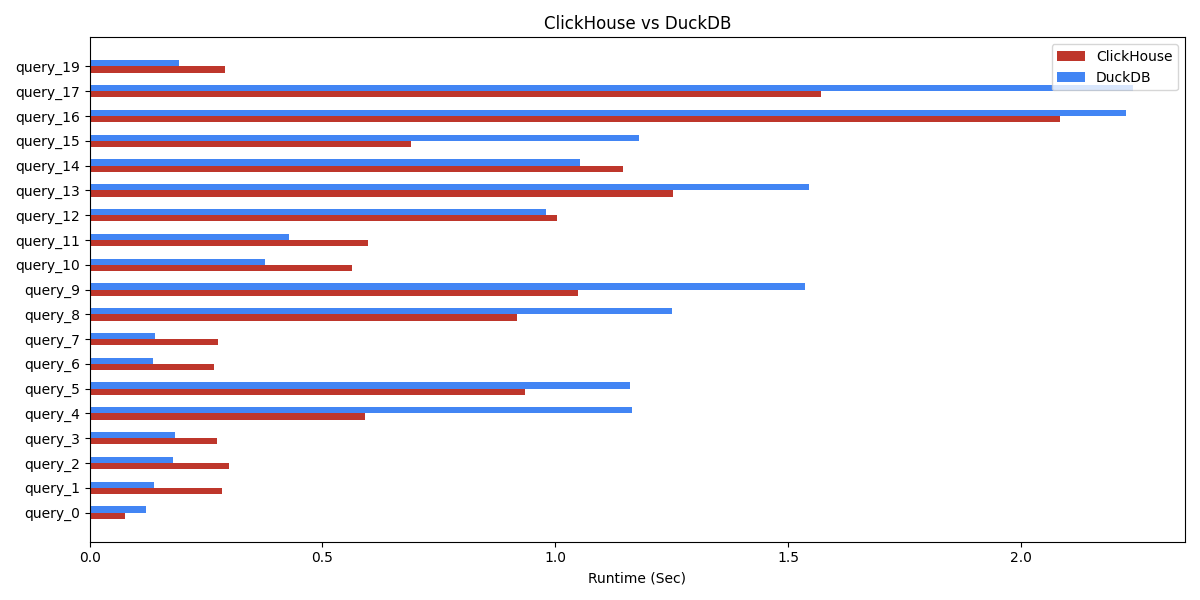 ClickHouse vs DuckDB
ClickHouse
DuckDB
query_19
query_17
query_16
query_15
query_14
query_13
query_12
query_11
query_10
query_9
query_8
query_7
query_6
query_5
query_4
query_3
query_2
query_1
query_0
0.0 0.5 1.0 1.5 2.0
Runtime (Sec)